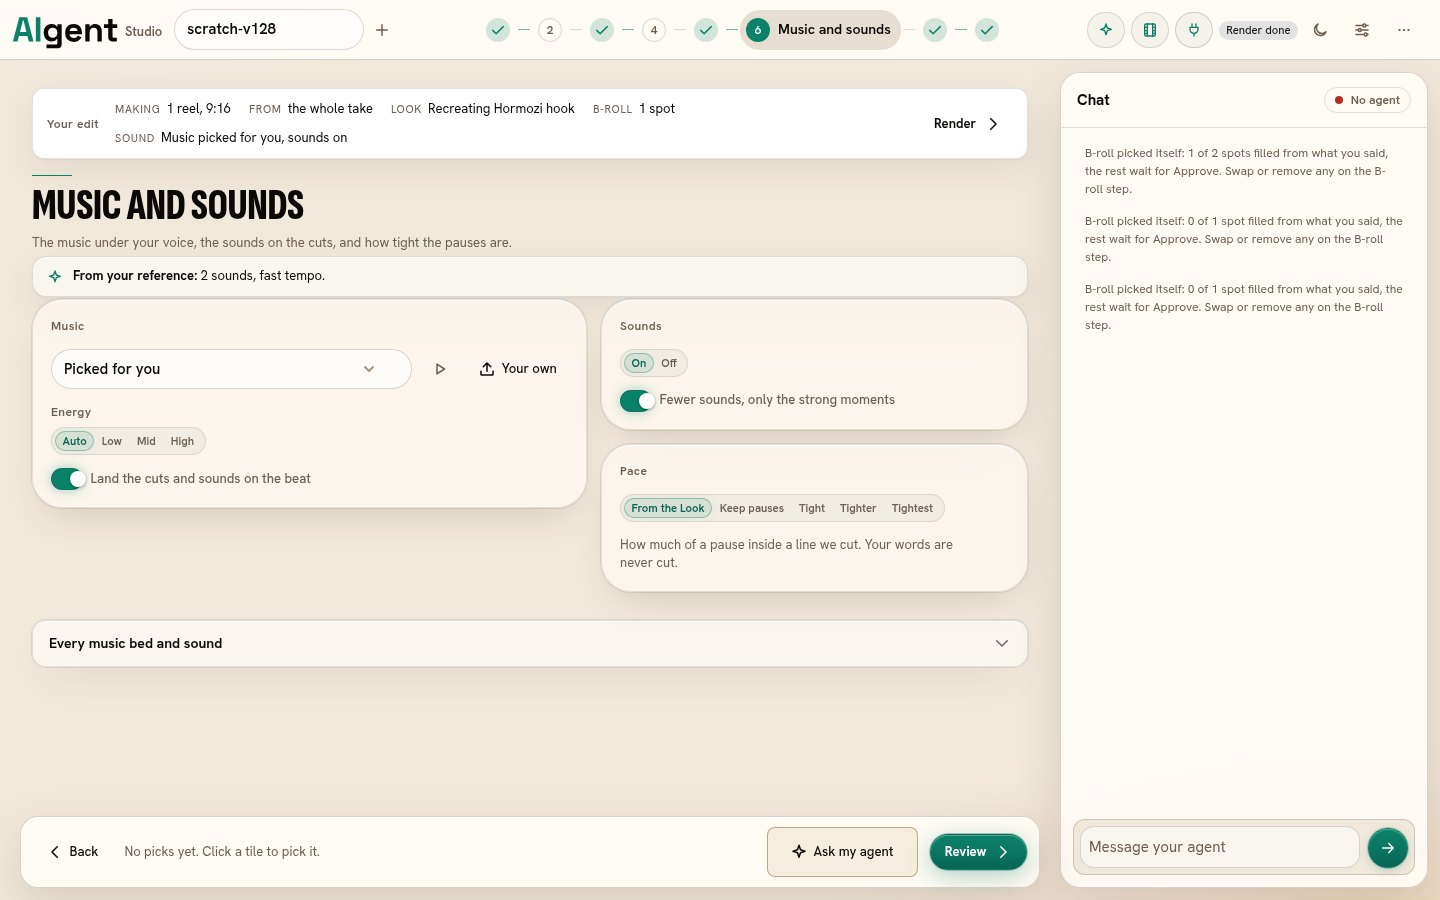 AIgent Studio
scratch-v128
2
4
6 Music and sounds
Render done
Your edit
MAKING 1 reel, 9:16 FROM the whole take LOOK Recreating Hormozi hook B-ROLL 1 spot
SOUND Music picked for you, sounds on
Render
MUSIC AND SOUNDS
The music under your voice, the sounds on the cuts, and how tight the pauses are.
From your reference: 2 sounds, fast tempo.
Music
Picked for you
Your own
Energy
Auto Low Mid High
Land the cuts and sounds on the beat
Sounds
On Off
Fewer sounds, only the strong moments
Pace
From the Look Keep pauses Tight Tighter Tightest
How much of a pause inside a line we cut. Your words are
never cut.
Every music bed and sound
Back
No picks yet. Click a tile to pick it.
Ask my agent
Review
Chat
No agent
B-roll picked itself: 1 of 2 spots filled from what you said,
the rest wait for Approve. Swap or remove any on the B-
roll step.
B-roll picked itself: 0 of 1 spot filled from what you said, the
rest wait for Approve. Swap or remove any on the B-roll
step.
B-roll picked itself: 0 of 1 spot filled from what you said, the
rest wait for Approve. Swap or remove any on the B-roll
step.
Message your agent